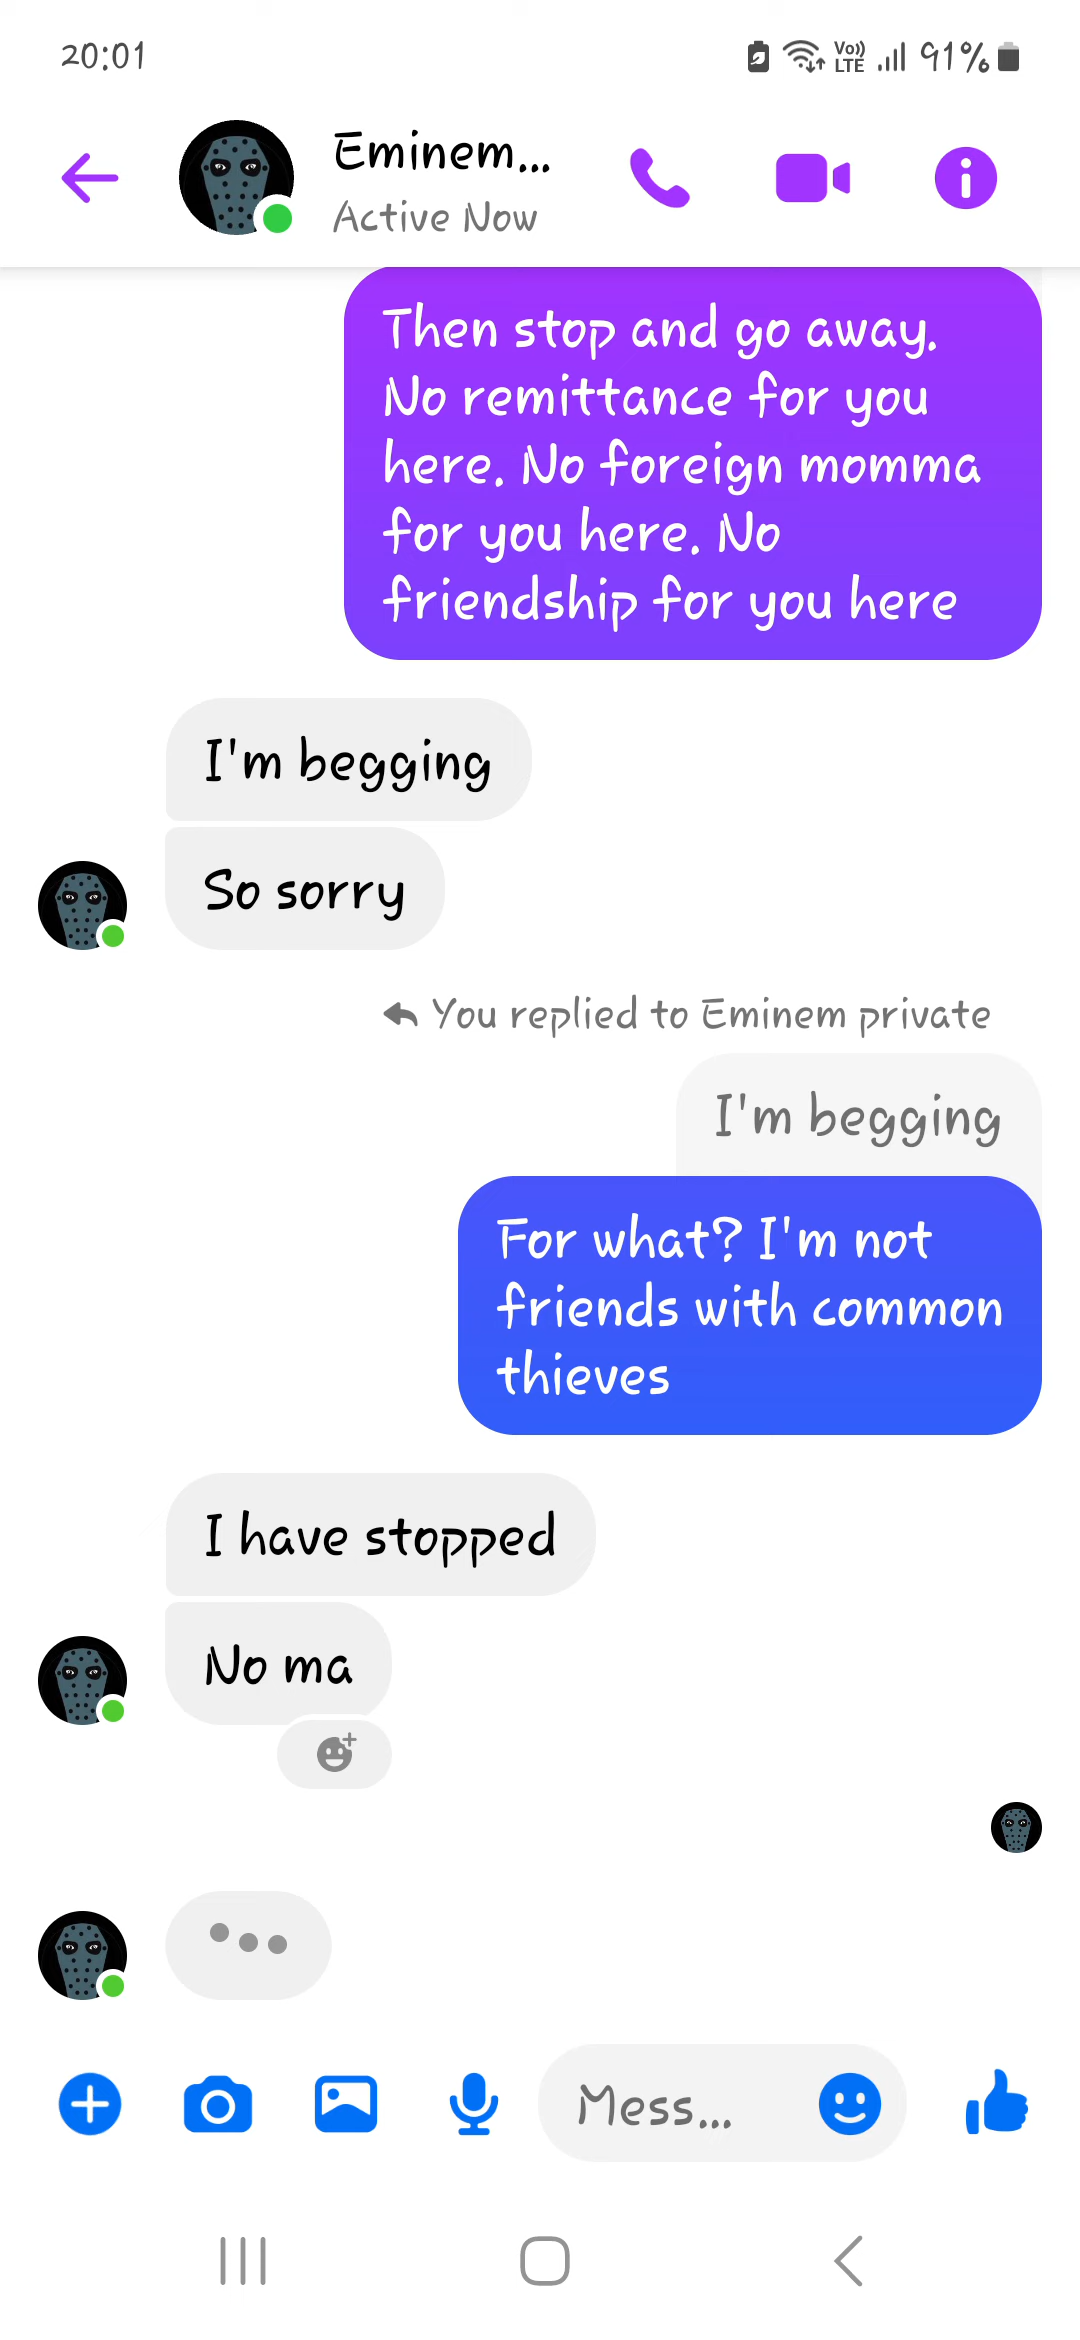 20:01
Vo))
LTE
91%
Eminem...
Active Now
Then stop and go away.
No remittance for you
here. No foreign momma
for you here. No
friendship for you here
I'm begging
So sorry
You replied to Eminem private
I'm begging
For what? I'm not
friends with common
thieves
I have stopped
No ma
Mess...